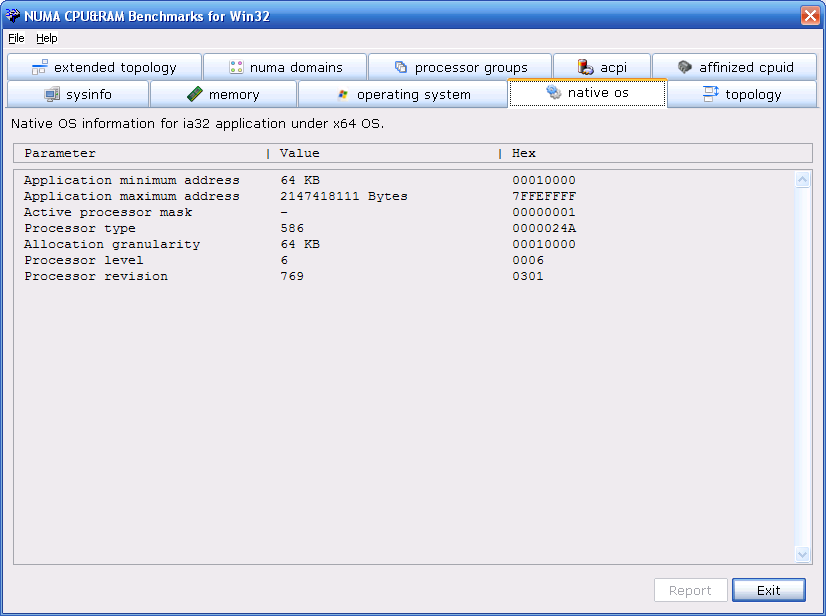 NUMA CPU&RAM Benchmarks for Win32
File Help
extended topology numa domains processor groups acpi affinized cpuid
sysinfo memory operating system native os topology
Native OS information for ia32 application under x64 OS.
Parameter | Value | Hex
Application minimum address 64 KB 00010000
Application maximum address 2147418111 Bytes 7FFEFFFF
Active processor mask - 00000001
Processor type 586 0000024A
Allocation granularity 64 KB 00010000
Processor level 6 0006
Processor revision 769 0301
Report Exit